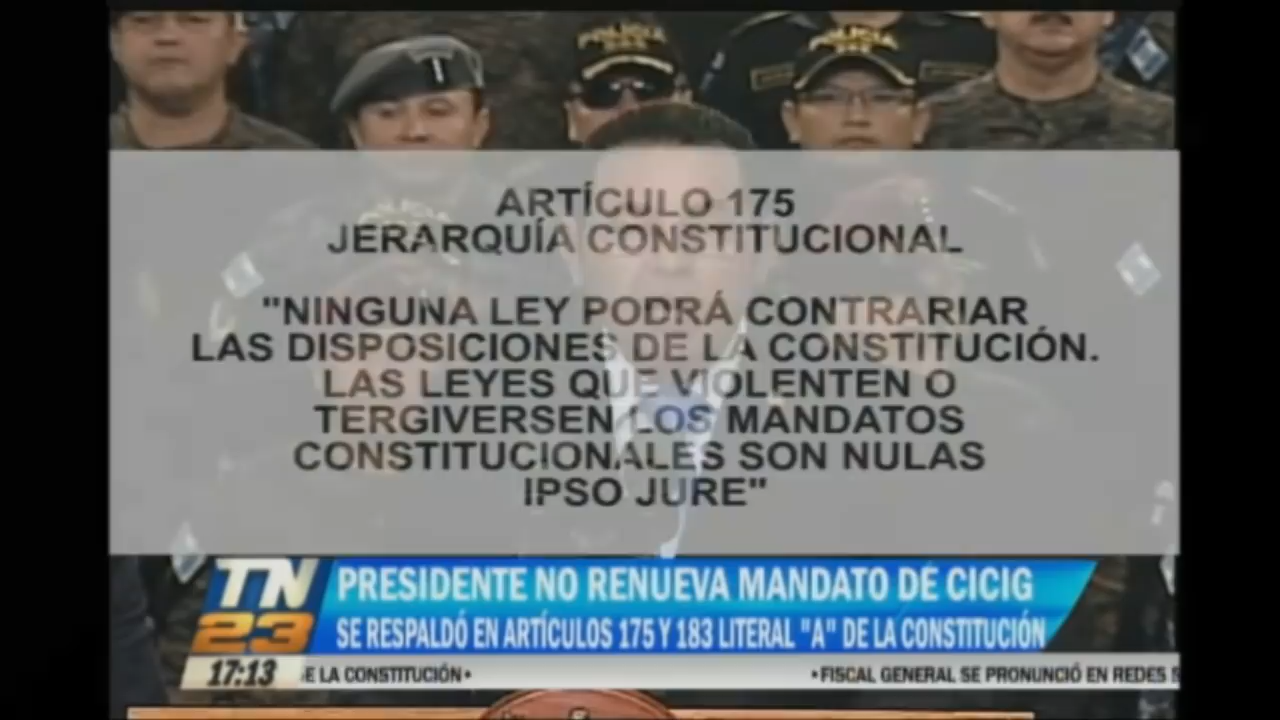 POLICIA
POLICIA
ARTÍCULO 175
JERARQUÍA CONSTITUCIONAL
"NINGUNA LEY PODRÁ CONTRARIAR
LAS DISPOSICIONES DE LA CONSTITUCIÓN.
LAS LEYES QUE VIOLENTEN O
TERGIVERSEN LOS MANDATOS
CONSTITUCIONALES SON NULAS
IPSO JURE"
TN
23
PRESIDENTE NO RENUEVA MANDATO DE CICIG
SE RESPALDÓ EN ARTÍCULOS 175 Y 183 LITERAL "A" DE LA CONSTITUCIÓN
17:13
E LA CONSTITUCIÓN• •FISCAL GENERAL SE PRONUNCIÓ EN REDES S